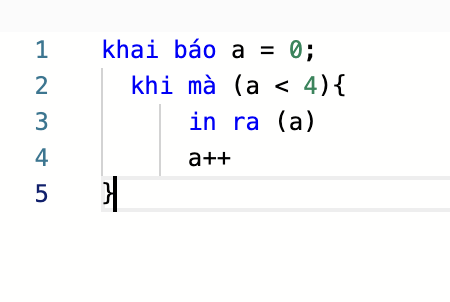 1 khai báo a = 0;
2 khi mà (a < 4){
3 in ra (a)
4 a++
5 }